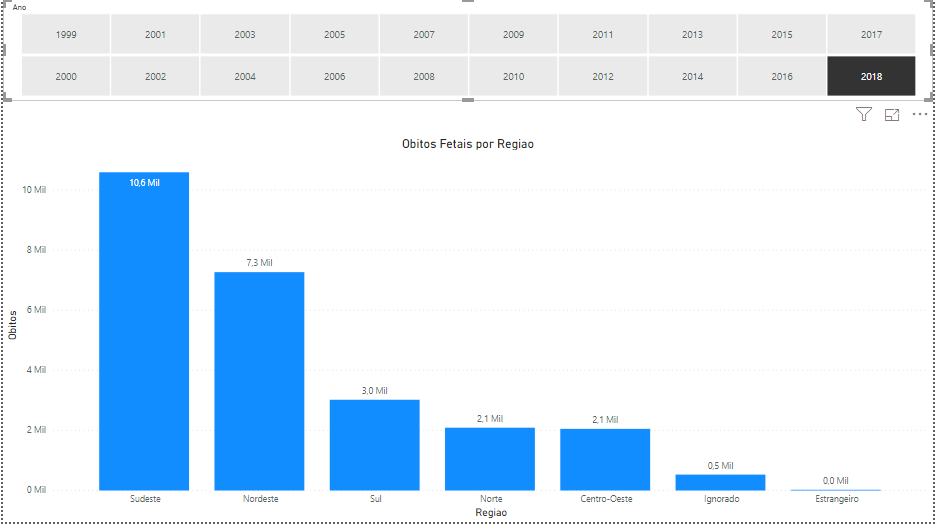 Ano
1999 2001 2003 2005 2007 2009 2011 2013 2015 2017
2000 2002 2004 2006 2008 2010 2012 2014 2016 2018
Obitos Fetais por Regiao
10,6 Mil
10 Mil
8 Mil
7,3 Mil
6 Mil
Obitos
4 Mil
3,0 Mil
2,1 Mil
2,1 Mil
2 Mil
0,5 Mil
0,0 Mil
0 Mil
Sudeste Nordeste Sul Norte Centro-Oeste Ignorado Estrangeiro
Regiao